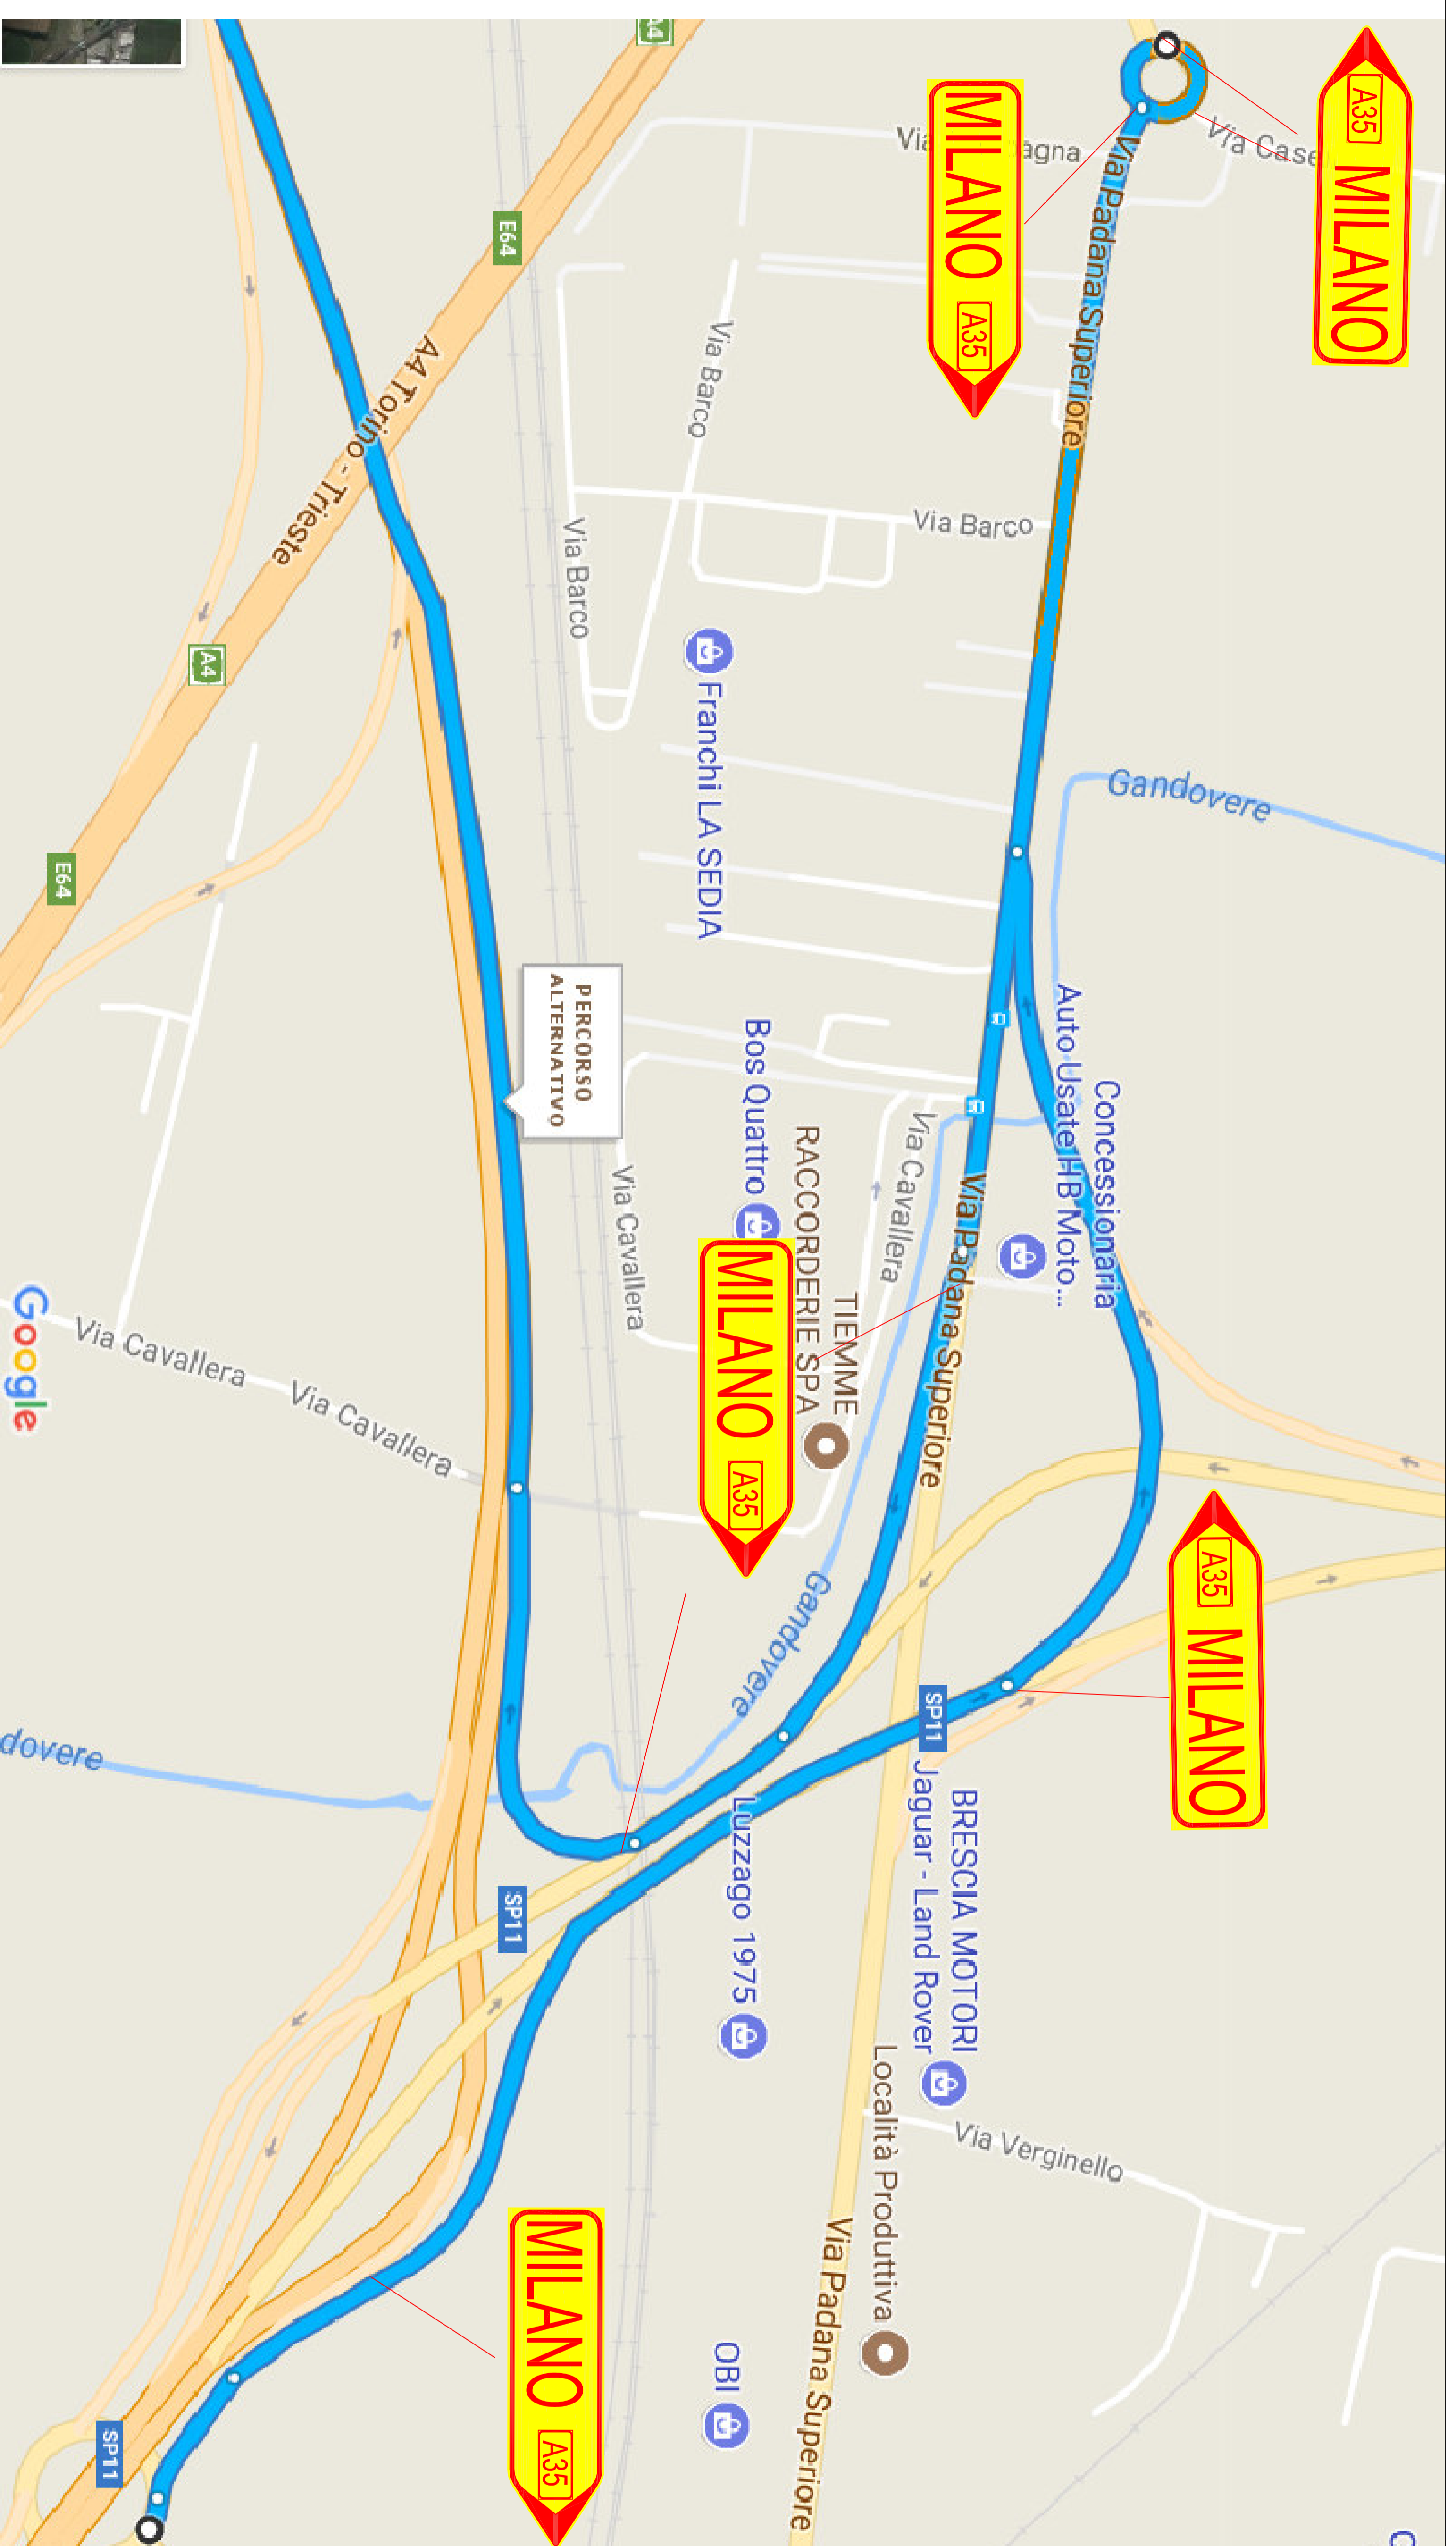 A35 MILANO
Gandovere
A35 MILANO
Via Padana Superiore
Concessionaria
Auto Usate HB Moto...
Via Verginello
MILANO A35
Via Barco
Via Padana Superiore
SP11
BRESCIA MOTORI
Jaguar - Land Rover
Via Cavallera
Località Produttiva
Via Padana Superiore
TIEMME
RACCORDERIE SPA
Gandovere
Via Barco
Franchi LA SEDIA
Bos Quattro
MILANO A35
Luzzago 1975
OBI
A4
Via Barco
Via Cavallera
PERCORSO
ALTERNATIVO
E64
SP11
MILANO A35
A4 Torino - Trieste
Via Cavallera
A4
Via Cavallera
SP11
E64
Google
dovere